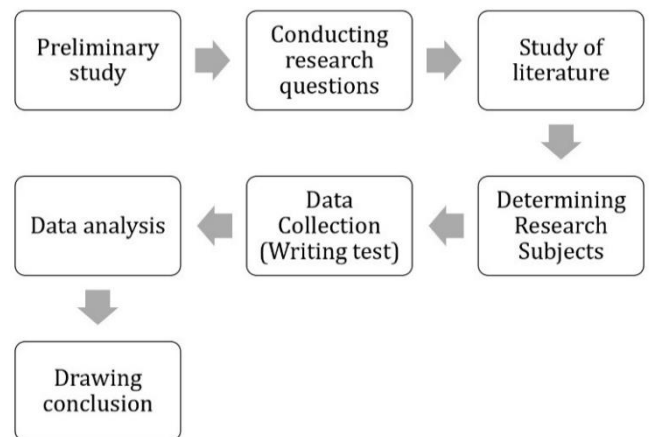 Preliminary
study
Conducting
research
questions
Study of
literature
Determining
Research
Subjects
Data
Collection
(Writing test)
Data analysis
Drawing
conclusion